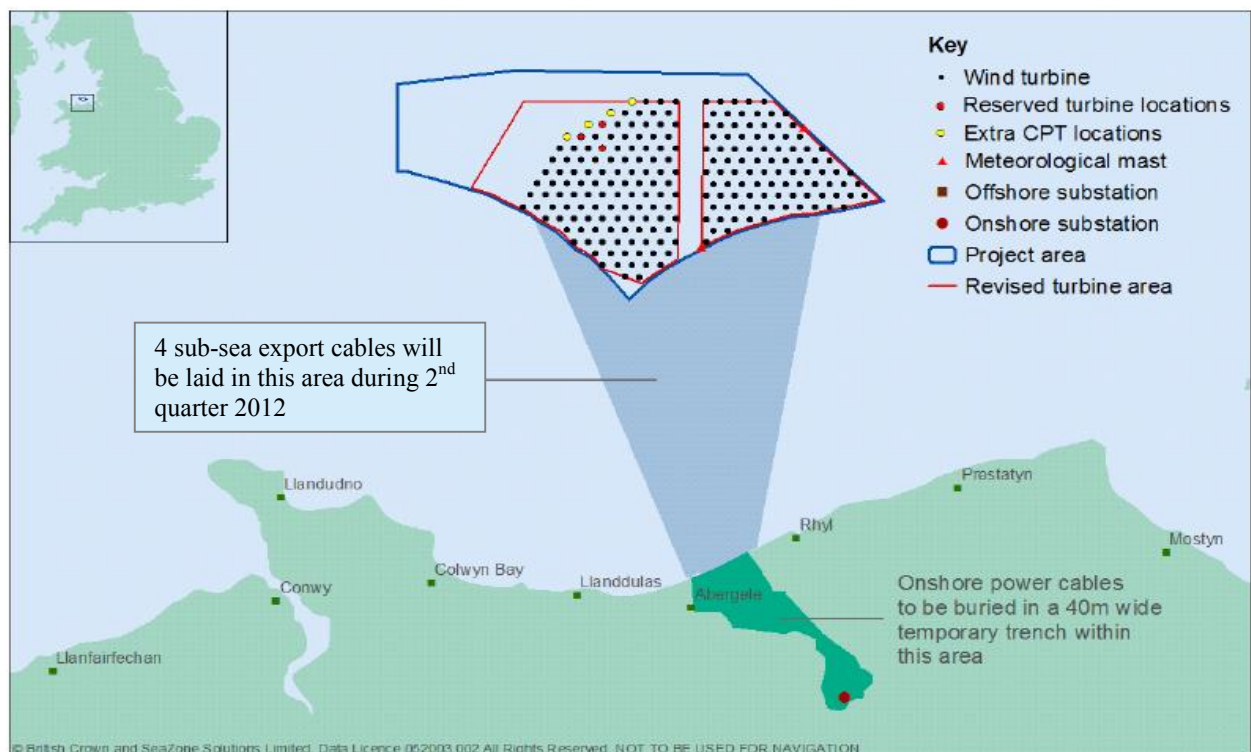 Key
Wind turbine
Reserved turbine locations
Extra CPT locations
Meteorological mast
Offshore substation
Onshore substation
Project area
Revised turbine area
4 sub-sea export cables will
be laid in this area during 2nd
quarter 2012
Llandudno
Prestatyn
Rhyl
Mostyn
Colwyn Bay
Llanddulas
Conwy
Abergele
Onshore power cables
to be buried in a 40m wide
temporary trench within
this area
Llanfairfechan
© British Crown and SeaZone Solutions Limited. Data Licence 052003.002 All Rights Reserved. NOT TO BE USED FOR NAVIGATION